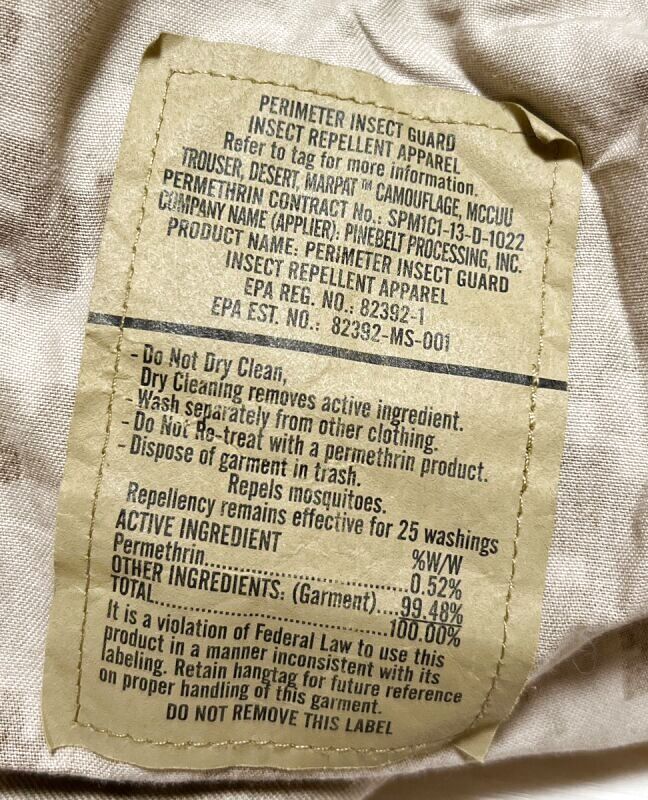 PERIMETER INSECT GUARD
INSECT REPELLENT APPAREL
Refer to tag for more information.
TROUSER, DESERT, MARPAT™ CAMOUFLAGE, MCCUU
PERMETHRIN CONTRACT No.: SPM1C1-13-D-1022
COMPANY NAME (APPLIER): PINEBELT PROCESSING, INC.
PRODUCT NAME: PERIMETER INSECT GUARD
INSECT REPELLENT APPAREL
EPA REG. NO.: 82392-1
EPA EST. NO.: 82392-MS-001
- Do Not Dry Clean,
Dry Cleaning removes active ingredient.
- Wash separately from other clothing.
- Do Not Re-treat with a permethrin product.
- Dispose of garment in trash.
Repels mosquitoes.
Repellency remains effective for 25 washings
ACTIVE INGREDIENT %W/W
Permethrin..............................0.52%
OTHER INGREDIENTS: (Garment)....99.48%
TOTAL....................................100.00%
It is a violation of Federal Law to use this
product in a manner inconsistent with its
labeling. Retain hangtag for future reference
on proper handling of this garment.
DO NOT REMOVE THIS LABEL